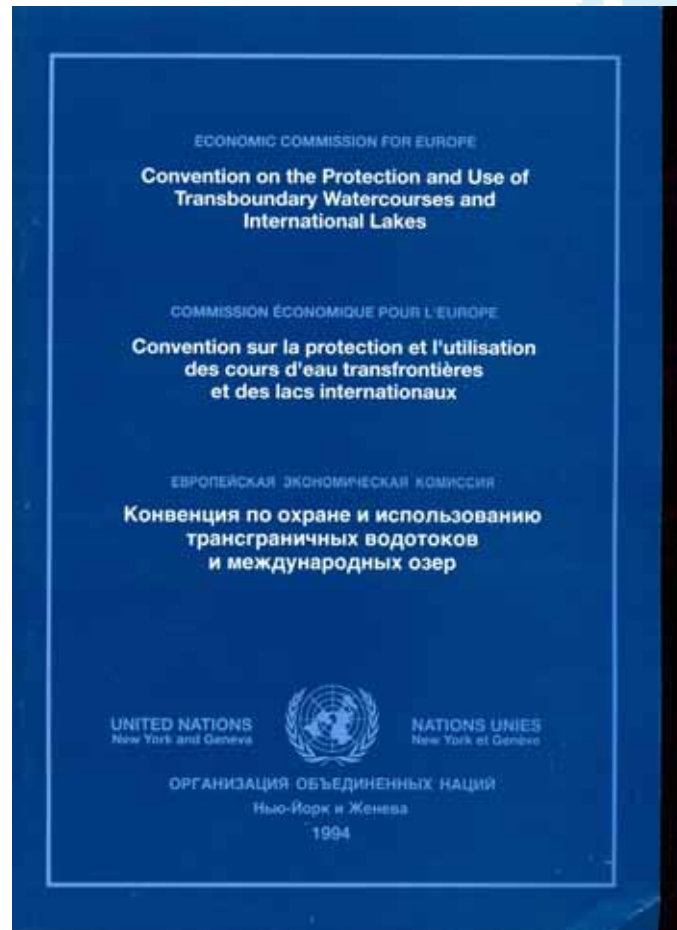 ECONOMIC COMMISSION FOR EUROPE
Convention on the Protection and Use of
Transboundary Watercourses and
International Lakes
COMMISSION ÉCONOMIQUE POUR L'EUROPE
Convention sur la protection et l'utilisation
des cours d'eau transfrontières
et des lacs internationaux
ЕВРОПЕЙСКАЯ ЭКОНОМИЧЕСКАЯ КОМИССИЯ
Конвенция по охране и использованию
трансграничных водотоков
и международных озер
UNITED NATIONS
New York and Geneva
NATIONS UNIES
New York et Genève
ОРГАНИЗАЦИЯ ОБЪЕДИНЕННЫХ НАЦИЙ
Нью-Йорк и Женева
1994